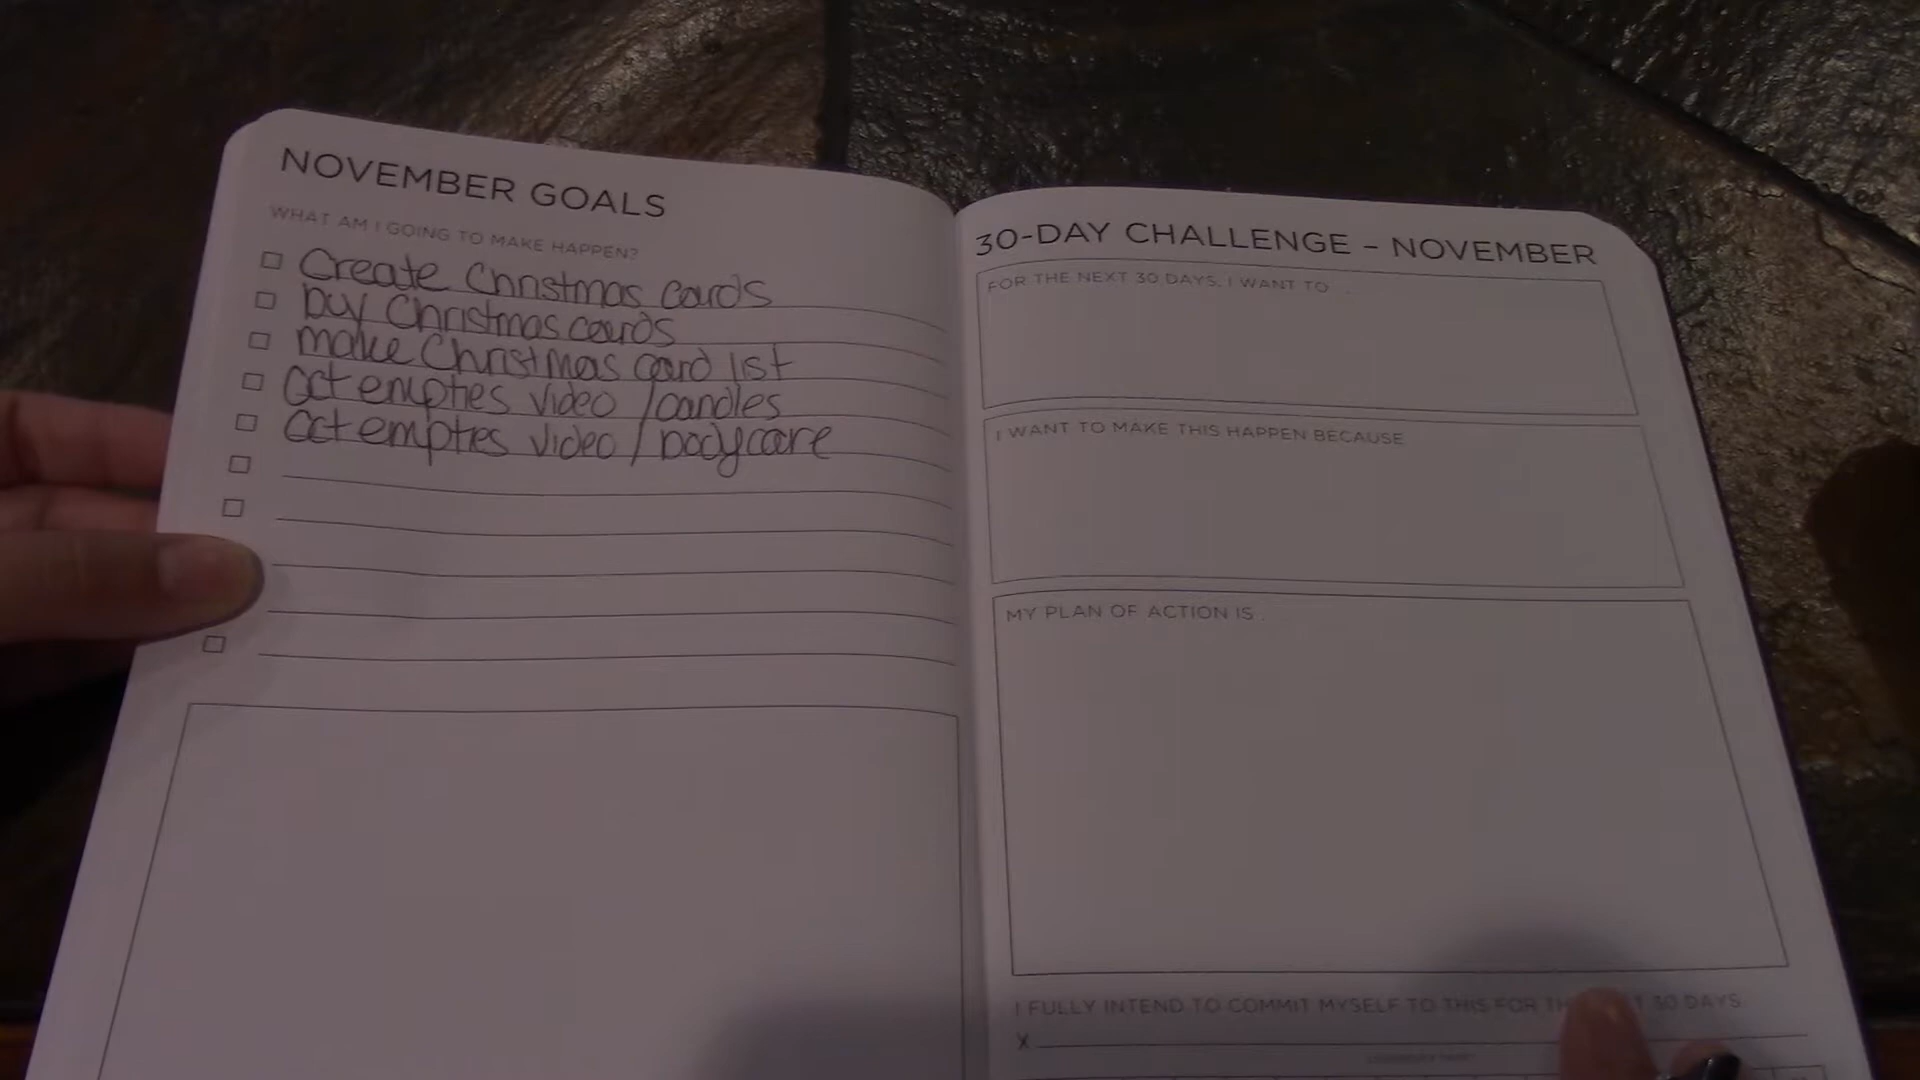 NOVEMBER GOALS
WHAT AM I GOING TO MAKE HAPPEN?
Create Christmas cards
buy Christmas cards
make Christmas card list
Oct empties video / candles
Oct empties video / bodycare
30-DAY CHALLENGE – NOVEMBER
FOR THE NEXT 30 DAYS, I WANT TO ...
I WANT TO MAKE THIS HAPPEN BECAUSE
MY PLAN OF ACTION IS
I FULLY INTEND TO COMMIT MYSELF TO THIS FOR 30 DAYS.
X